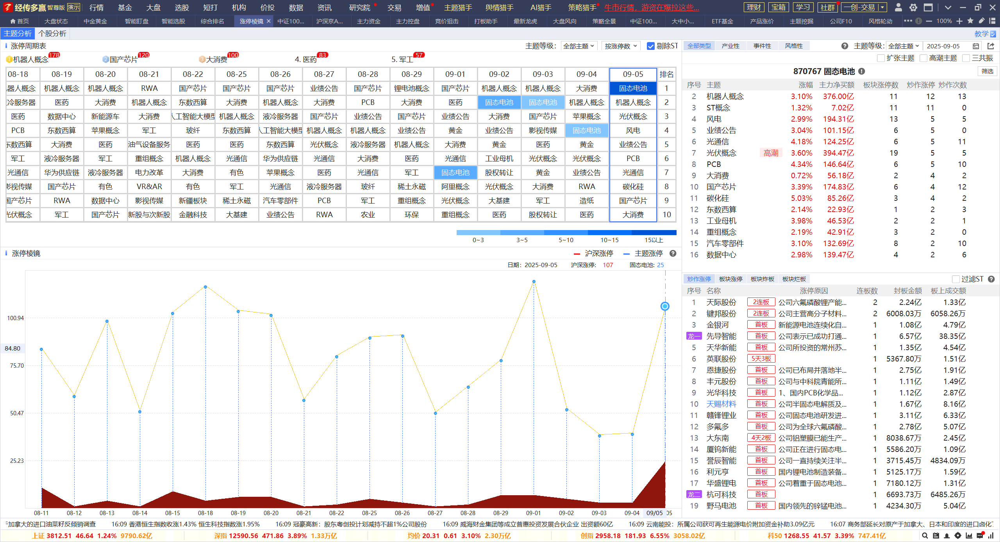 经传多赢 智尊版 演示 行情 基金 大盘 选股 短打 机构 价投 数据 资讯 研究院 交易 增值 主题猎手 舆情猎手 AI猎手 策略猎手 牛市行情，游资在爆拉这些... 理财 宝箱 学习 社群 一创-交易
首页 大盘状态 中金黄金 智能盯盘 智能选股 综合排名 涨停棱镜 中证100... 沪深京A... 主力资金 主力控盘 竞价狙击 打板助手 最新龙虎 大盘风向 策略全景 中证100... 大中小... ETF基金 产品涨价 主题挖掘 公司F10 风格轮动 100%
主题分析 个股分析 教学
涨停周期表 主题等级： 全部主题 按涨停数 剔除ST
1 机器人概念 178 2 国产芯片 120 3 大消费 100 4. 医药 83 5. 军工 57
08-18 08-19 08-20 08-21 08-22 08-25 08-26 08-27 08-28 08-29 09-01 09-02 09-03 09-04 09-05 排名
器人概念 机器人概念 机器人概念 RWA 国产芯片 国产芯片 国产芯片 业绩公告 国产芯片 锂电池概念 国产芯片 机器人概念 机器人概念 大消费 固态电池 1
冷服务器 医药 大消费 机器人概念 东数西算 大消费 机器人概念 大消费 PCB 大消费 医药 固态电池 固态电池 机器人概念 机器人概念 2
医药 数据中心 新能源车 大消费 人工智能大模型 机器人概念 液冷服务器 国产芯片 业绩公告 国产芯片 业绩公告 大消费 国产芯片 苹果概念 光伏概念 3
PCB 东数西算 苹果概念 军工 玻纤 东数西算 人工智能大模型 机器人概念 机器人概念 业绩公告 黄金 业绩公告 影视传媒 固态电池 风电 4
东数西算 大消费 医药 油气设备服务 医药 医药 东数西算 光伏概念 液冷服务器 机器人概念 大消费 黄金 医药 黄金 业绩公告 5
军工 液冷服务器 军工 重组概念 机器人概念 光通信 华为供应链 光通信 大消费 医药 光通信 工业母机 光伏概念 光伏概念 PCB 6
光通信 华为供应链 液冷服务器 电力改革 大消费 有色 苹果概念 医药 光通信 军工 固态电池 股权转让 黄金 业绩公告 光通信 7
影视传媒 国产芯片 有色 VR&AR 有色 军工 光通信 液冷服务器 玻纤 稀土永磁 阿里概念 光伏概念 大消费 RWA 碳化硅 8
国产芯片 RWA 数据中心 影视传媒 新疆板块 稀土永磁 汽车零部件 PCB 军工 重组概念 光伏概念 大基建 军工 造纸 国产芯片 9
光伏概念 军工 国产芯片 新股与次新股 金融科技 大基建 业绩公告 RWA 农业 环保 重组概念 医药 股权转让 医药 大消费 10
0~3 3~5 5~10 10~15 15以上
涨停棱镜 沪深涨停 主题涨停
日期：2025-09-05 沪深涨停: 107 固态电池: 25
100.94
84.80
75.70
50.47
25.23
08-11 08-12 08-13 08-14 08-15 08-18 08-19 08-20 08-21 08-22 08-25 08-26 08-27 08-28 08-29 09-01 09-02 09-03 09-04 09/05 05
全部类型 产业性 事件性 风格性 主题等级: 全部主题 2025-09-05
扩张主题 高潮主题 三共振
870767 固态电池 筛选
序号 主题 涨幅 主力净买额 板块涨停数 炒作涨停 炒作次数
2 机器人概念 3.10% 376.00亿 11 12 13
3 ST概念 1.32% 7.02亿 11 11 0
4 风电 2.99% 194.31亿 13 5 5
5 业绩公告 3.04% 101.15亿 6 5 0
6 光通信 4.18% 124.25亿 6 5 11
7 光伏概念 高潮 3.60% 394.47亿 19 5 5
8 PCB 4.34% 146.64亿 6 5 10
9 大消费 0.72% 56.18亿 2 4 2
10 国产芯片 3.39% 174.83亿 6 4 12
11 碳化硅 5.03% 85.26亿 3 4 2
12 东数西算 2.14% 22.93亿 1 2 3
13 工业母机 3.98% 46.53亿 2 2 1
14 重组概念 2.19% 42.91亿 3 2 0
15 汽车零部件 3.10% 132.69亿 8 2 10
16 数据中心 2.98% 139.47亿 4 2 6
炒作涨停 板块涨停 板块炸板 板块烂板 过滤ST
序号 名称 涨停原因 连板数 封板金额 板上成交额
1 天际股份 2连板 公司六氟磷酸锂产能... 2 2.24亿 1.33亿
2 键邦股份 2连板 公司主营高分子材料... 2 6008.03万 6058.26万
3 金银河 首板 新能源电池连续化自... 1 1.08亿 4.79亿
龙一 先导智能 首板 公司表示已成功打通... 1 6.57亿 38.35亿
5 天华新能 首板 公司所投资的常州苏... 1 1.35亿 4.54亿
6 英联股份 5天3板 1 5367.80万 1.51亿
7 恩捷股份 首板 公司已布局并落地半... 1 2.75亿 1.91亿
8 丰元股份 首板 公司与中科院青能所... 1 1.11亿 1.49亿
9 光华科技 首板 1、国内PCB化学品... 1 1.12亿 2.87亿
10 天赐材料 首板 公司半固态电解质及... 1 1.67亿 8.16亿
11 赣锋锂业 首板 公司固态电池研发进... 1 3.11亿 6.33亿
12 多氟多 首板 公司为全球六氟磷酸... 1 2.78亿 5.07亿
13 大东南 4天2板 公司铝塑膜已能生产... 1 8038.67万 2.45亿
14 厦钨新能 首板 公司正在进行固态电... 1 5586.20万 1.09亿
15 誉辰智能 首板 公司一直持续关注半... 1 3715.45万 4834.09万
16 利元亨 首板 国内锂电池制造装备... 1 5125.17万 1.59亿
17 华盛锂电 首板 公司着重于固态电池... 1 7180.12万 1.31亿
龙二 杭可科技 首板 1 6693.73万 6485.26万
19 野马电池 首板 国内领先的锌锰电池... 1 4234.30万 5.04亿
加拿大的进口油菜籽反倾销调查 16:09 香港恒生指数收涨1.43% 恒生科技指数涨1.95% 16:09 冠豪高新：股东粤创投计划减持不超1%公司股份 16:09 威海财金集团等成立普惠投资发展合伙企业 出资额60亿 16:09 云南能投：所属公司获可再生能源电价附加资金补助3.09亿元 16:07 商务部延长对原产于加拿大、日本和印度的进口卤化
上证 3812.51 46.64 1.24% 9790.62亿 深指 12590.56 471.86 3.89% 1.33万亿 均价 20.31 0.61 3.10% 2.30万亿 创指 2958.18 181.93 6.55% 3058.02亿 科50 1268.55 41.57 3.39% 747.41亿